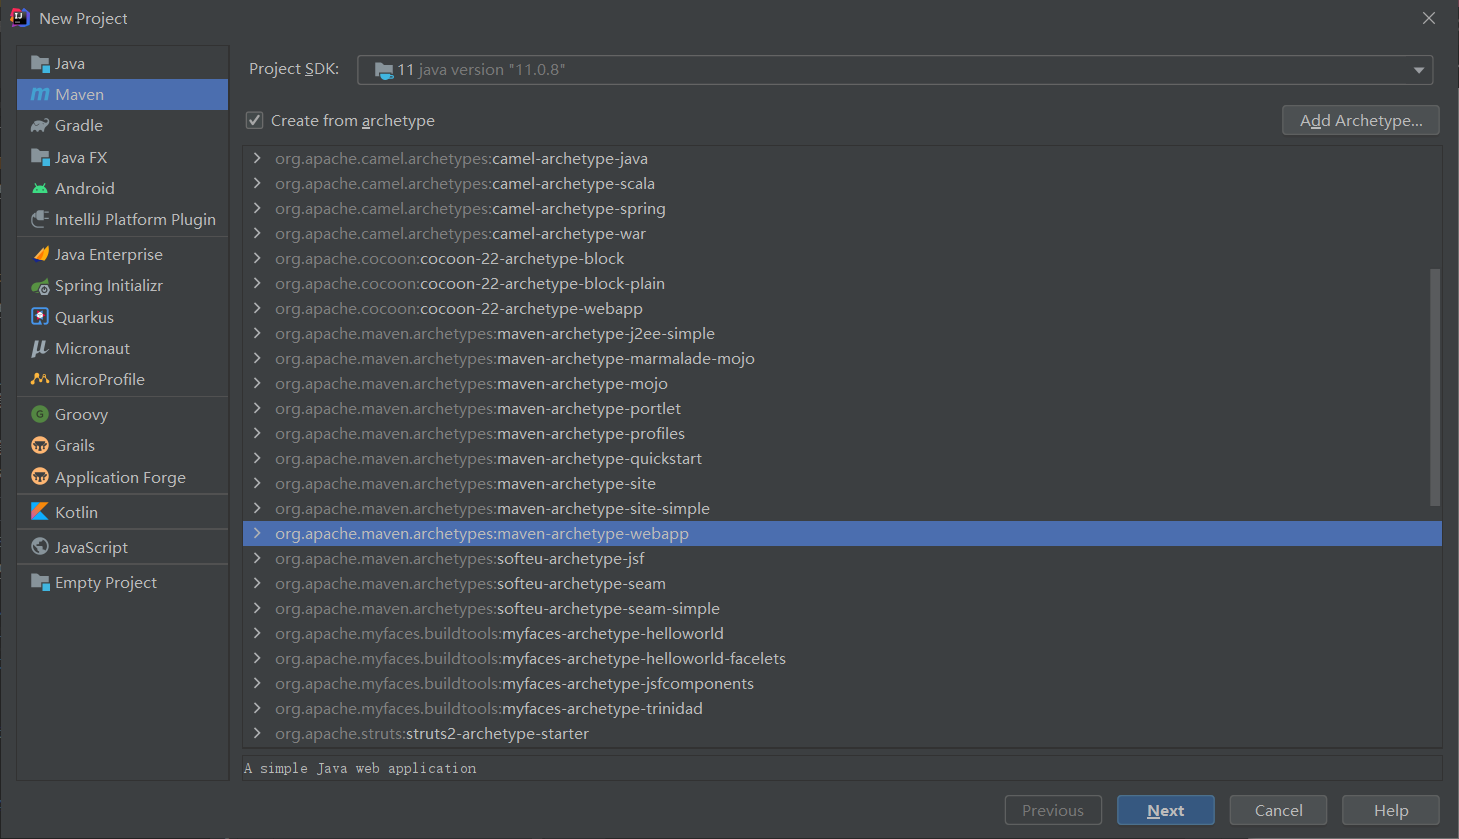 New Project
Java
Maven
Gradle
Java FX
Android
IntelliJ Platform Plugin
Java Enterprise
Spring Initializr
Quarkus
Micronaut
MicroProfile
Groovy
Grails
Application Forge
Kotlin
JavaScript
Empty Project
Project SDK: 11 java version "11.0.8"
Create from archetype
Add Archetype...
org.apache.camel.archetypes:camel-archetype-java
org.apache.camel.archetypes:camel-archetype-scala
org.apache.camel.archetypes:camel-archetype-spring
org.apache.camel.archetypes:camel-archetype-war
org.apache.cocoon:cocoon-22-archetype-block
org.apache.cocoon:cocoon-22-archetype-block-plain
org.apache.cocoon:cocoon-22-archetype-webapp
org.apache.maven.archetypes:maven-archetype-j2ee-simple
org.apache.maven.archetypes:maven-archetype-marmalade-mojo
org.apache.maven.archetypes:maven-archetype-mojo
org.apache.maven.archetypes:maven-archetype-portlet
org.apache.maven.archetypes:maven-archetype-profiles
org.apache.maven.archetypes:maven-archetype-quickstart
org.apache.maven.archetypes:maven-archetype-site
org.apache.maven.archetypes:maven-archetype-site-simple
org.apache.maven.archetypes:maven-archetype-webapp
org.apache.maven.archetypes:softeu-archetype-jsf
org.apache.maven.archetypes:softeu-archetype-seam
org.apache.maven.archetypes:softeu-archetype-seam-simple
org.apache.myfaces.buildtools:myfaces-archetype-helloworld
org.apache.myfaces.buildtools:myfaces-archetype-helloworld-facelets
org.apache.myfaces.buildtools:myfaces-archetype-jsfcomponents
org.apache.myfaces.buildtools:myfaces-archetype-trinidad
org.apache.struts:struts2-archetype-starter
A simple Java web application
Previous
Next
Cancel
Help